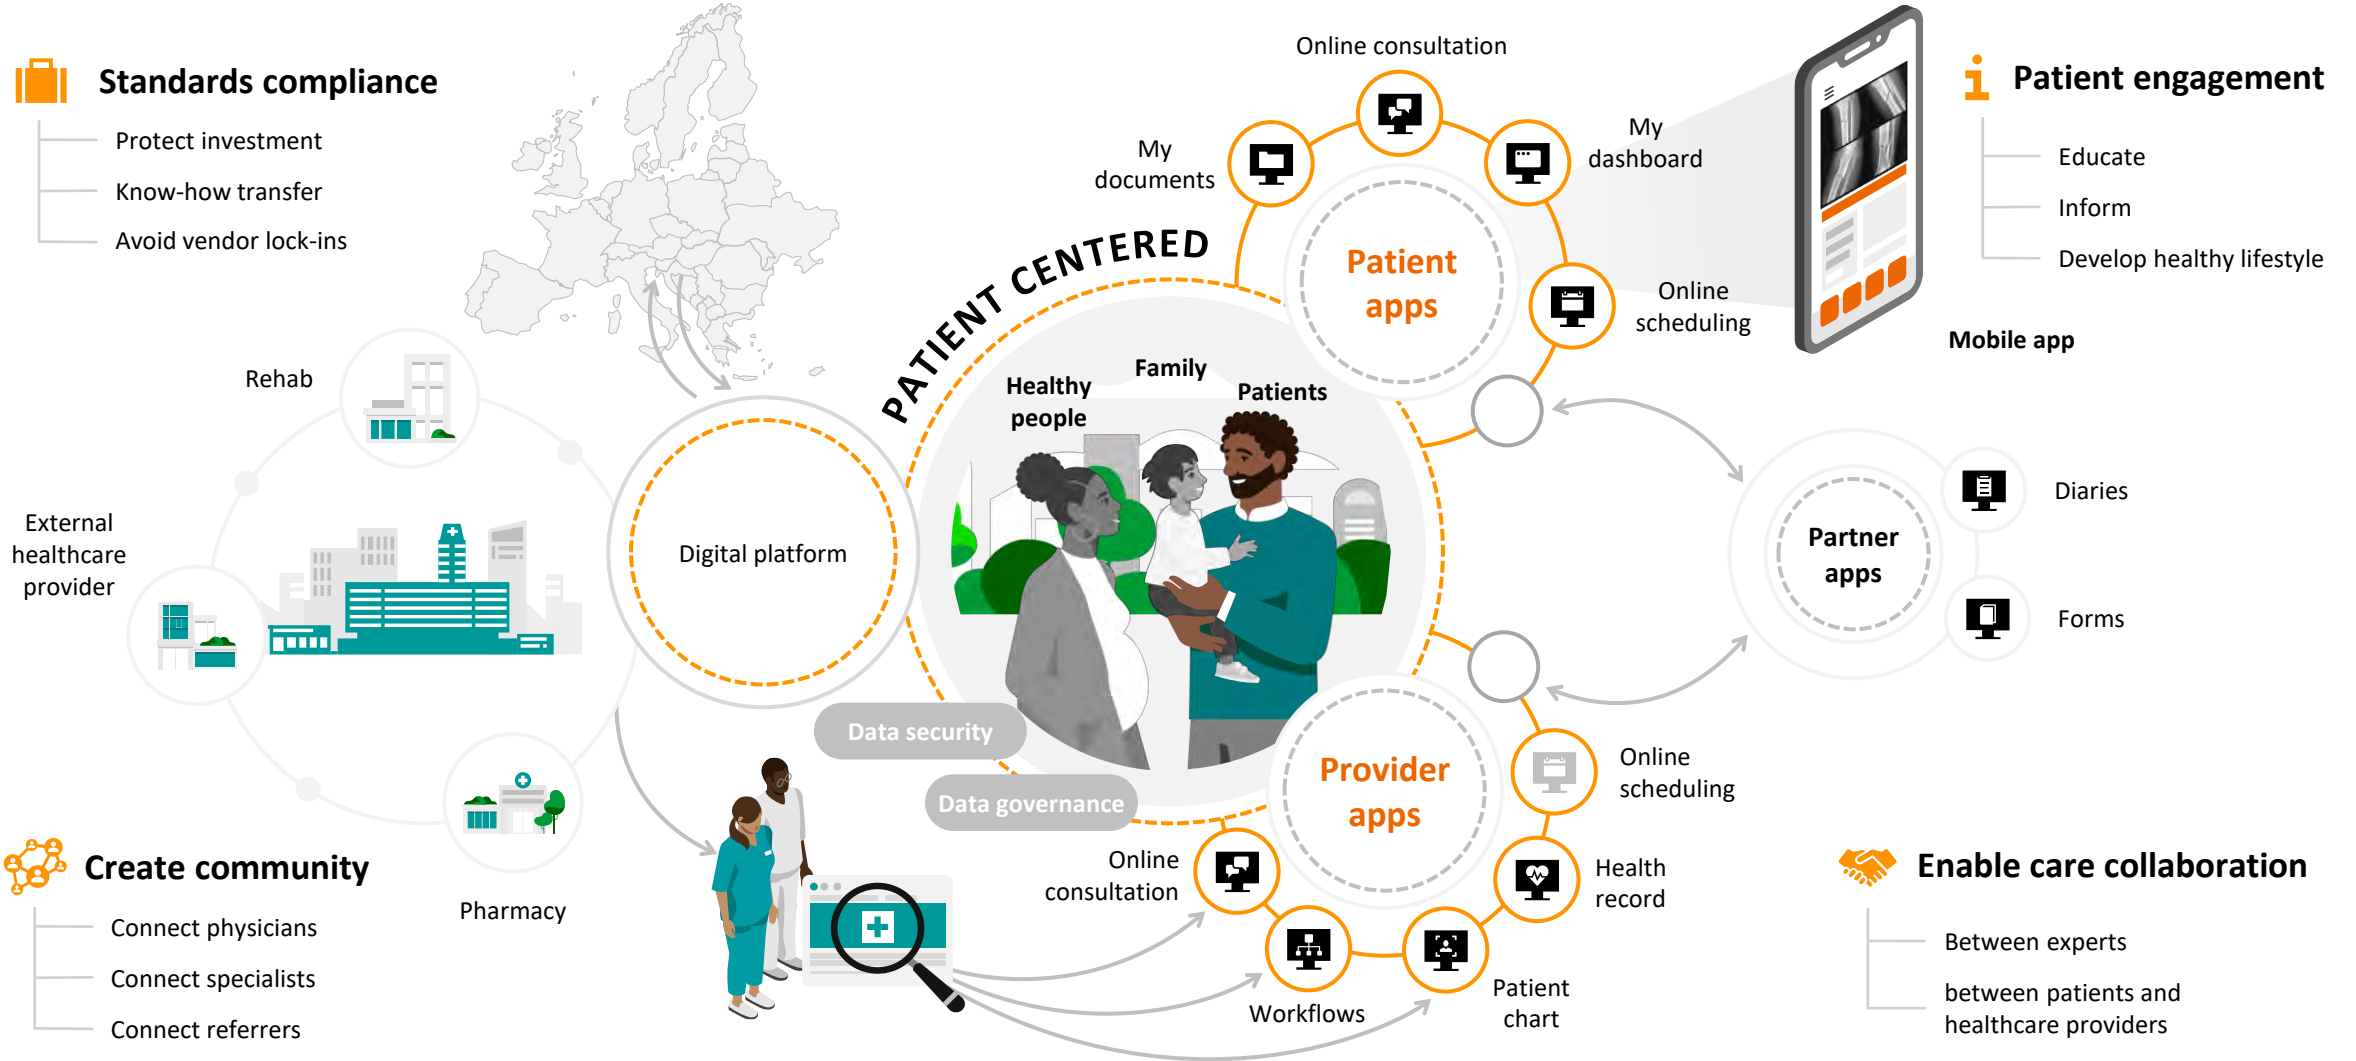 Standards compliance
Protect investment
Know-how transfer
Avoid vendor lock-ins
Online consultation
My
documents
My
dashboard
Online
scheduling
Patient
apps
Patient engagement
Educate
Inform
Develop healthy lifestyle
Mobile app
PATIENT CENTERED
Healthy
people
Family
Patients
Rehab
External
healthcare
provider
Pharmacy
Digital platform
Data security
Data governance
Partner
apps
Diaries
Forms
Provider
apps
Online
scheduling
Health
record
Patient
chart
Workflows
Online
consultation
Create community
Connect physicians
Connect specialists
Connect referrers
Enable care collaboration
Between experts
between patients and
healthcare providers